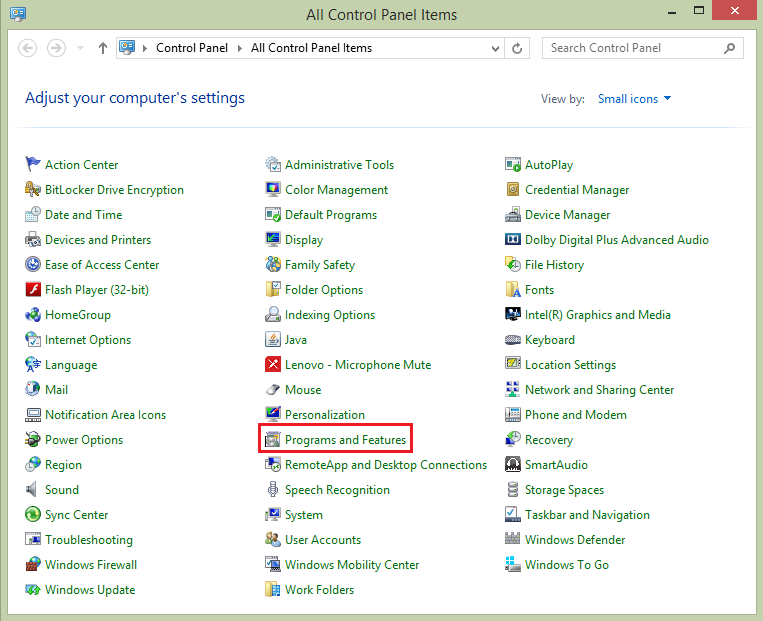 All Control Panel Items
Control Panel All Control Panel Items Search Control Panel
Adjust your computer's settings View by: Small icons
Action Center Administrative Tools AutoPlay
BitLocker Drive Encryption Color Management Credential Manager
Date and Time Default Programs Device Manager
Devices and Printers Display Dolby Digital Plus Advanced Audio
Ease of Access Center Family Safety File History
Flash Player (32-bit) Folder Options Fonts
HomeGroup Indexing Options Intel(R) Graphics and Media
Internet Options Java Keyboard
Language Lenovo - Microphone Mute Location Settings
Mail Mouse Network and Sharing Center
Notification Area Icons Personalization Phone and Modem
Power Options Programs and Features Recovery
Region RemoteApp and Desktop Connections SmartAudio
Sound Speech Recognition Storage Spaces
Sync Center System Taskbar and Navigation
Troubleshooting User Accounts Windows Defender
Windows Firewall Windows Mobility Center Windows To Go
Windows Update Work Folders